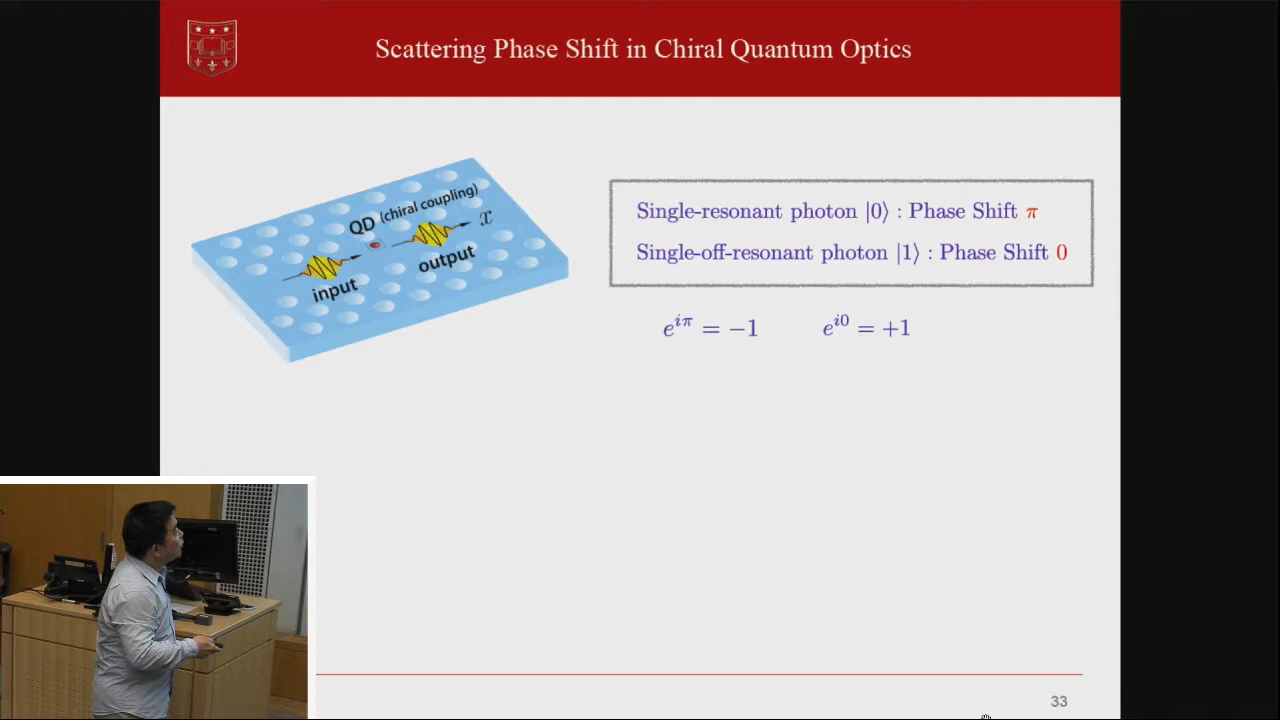 Scattering Phase Shift in Chiral Quantum Optics
QD (chiral coupling)
x
input
output
Single-resonant photon |0⟩ : Phase Shift π
Single-off-resonant photon |1⟩ : Phase Shift 0
e^{iπ} = −1
e^{i0} = +1
33